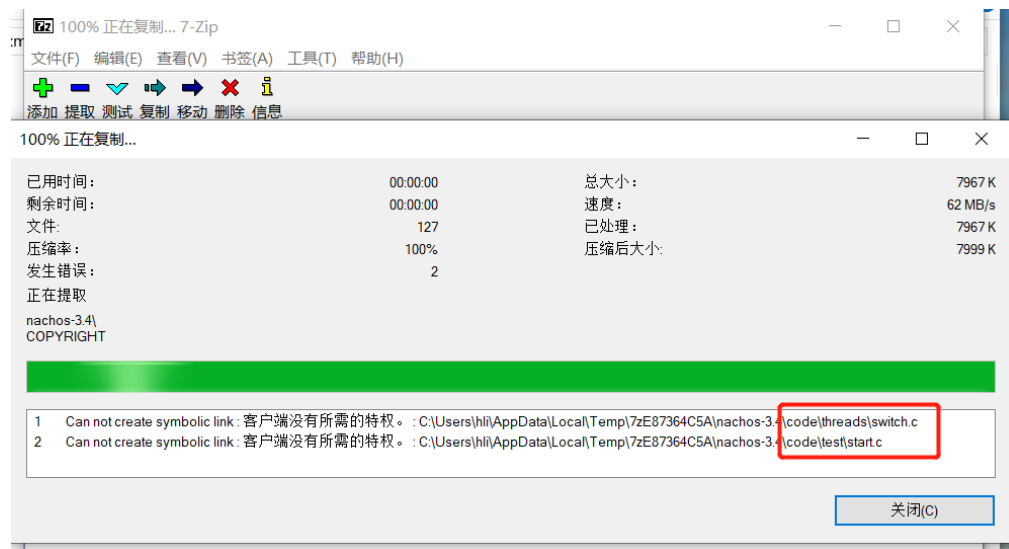 100% 正在复制... 7-Zip
文件(F) 编辑(E) 查看(V) 书签(A) 工具(T) 帮助(H)
添加 提取 测试 复制 移动 删除 信息
100% 正在复制...
已用时间： 00:00:00 总大小： 7967 K
剩余时间： 00:00:00 速度： 62 MB/s
文件: 127 已处理： 7967 K
压缩率： 100% 压缩后大小: 7999 K
发生错误： 2
正在提取
nachos-3.4\
COPYRIGHT
1 Can not create symbolic link : 客户端没有所需的特权。 : C:\Users\hli\AppData\Local\Temp\7zE87364C5A\nachos-3.4\code\threads\switch.c
2 Can not create symbolic link : 客户端没有所需的特权。 : C:\Users\hli\AppData\Local\Temp\7zE87364C5A\nachos-3.4\code\test\start.c
关闭(C)